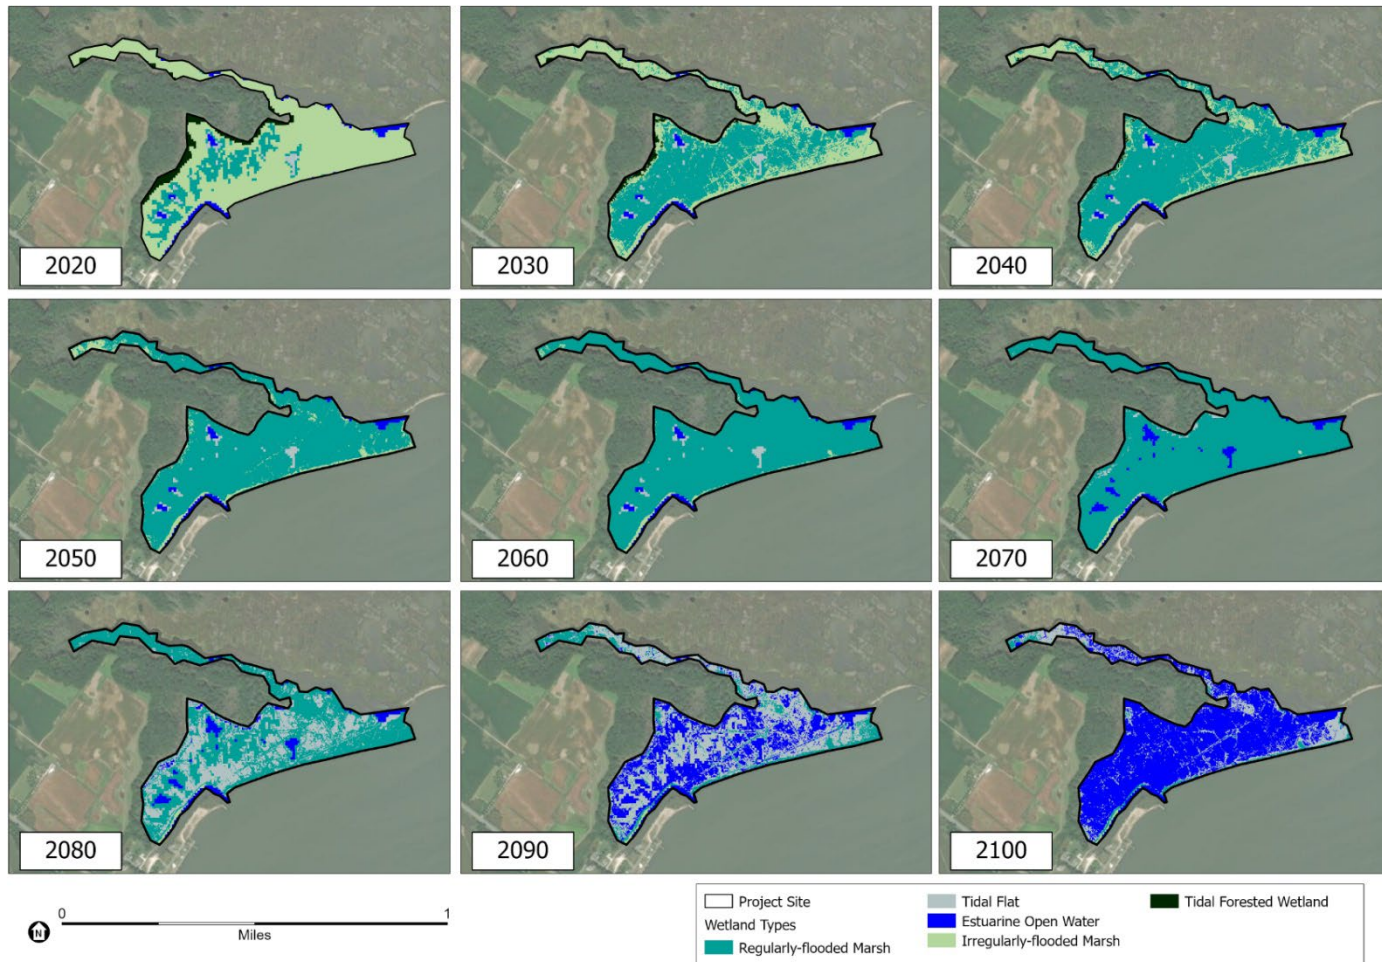 2020
2030
2040
2050
2060
2070
2080
2090
2100
N
0 1
Miles
Project Site
Wetland Types
Regularly-flooded Marsh
Tidal Flat
Estuarine Open Water
Irregularly-flooded Marsh
Tidal Forested Wetland